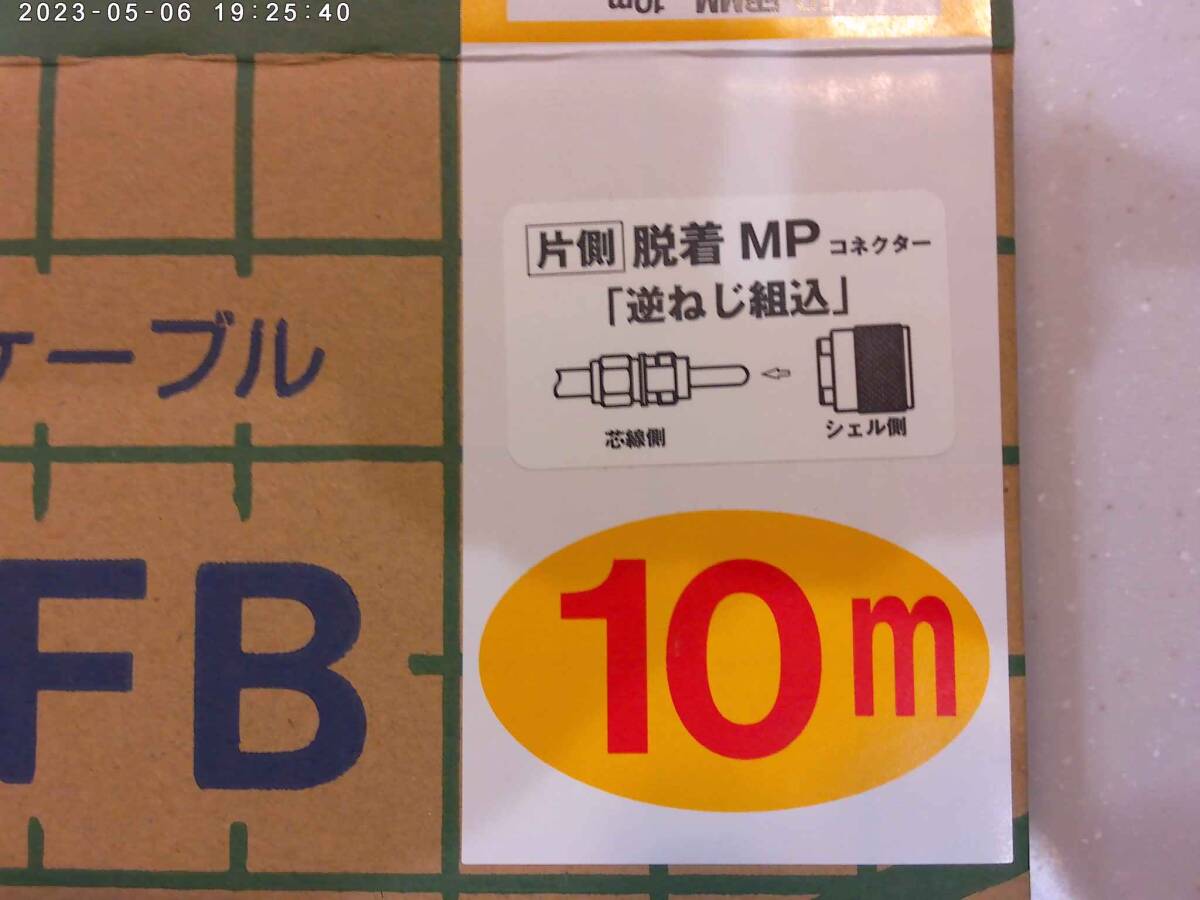 2023-05-06 19:25:40
10m
片側 脱着 MP コネクター
「逆ねじ組込」
芯線側
シェル側
ケーブル
FB
10m